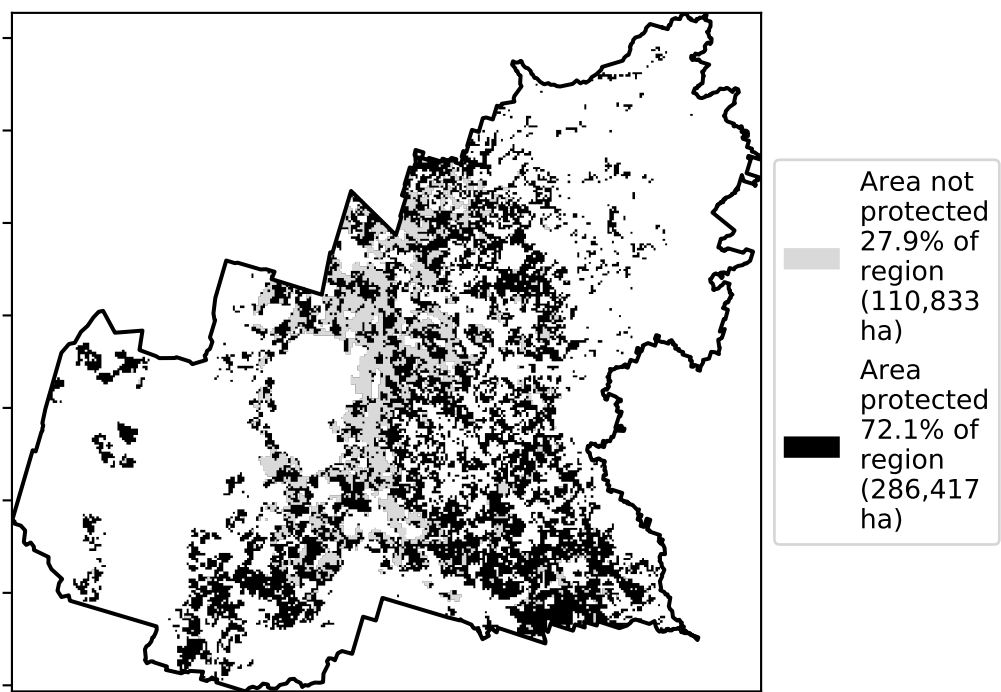 Area not
protected
27.9% of
region
(110,833
ha)
Area
protected
72.1% of
region
(286,417
ha)